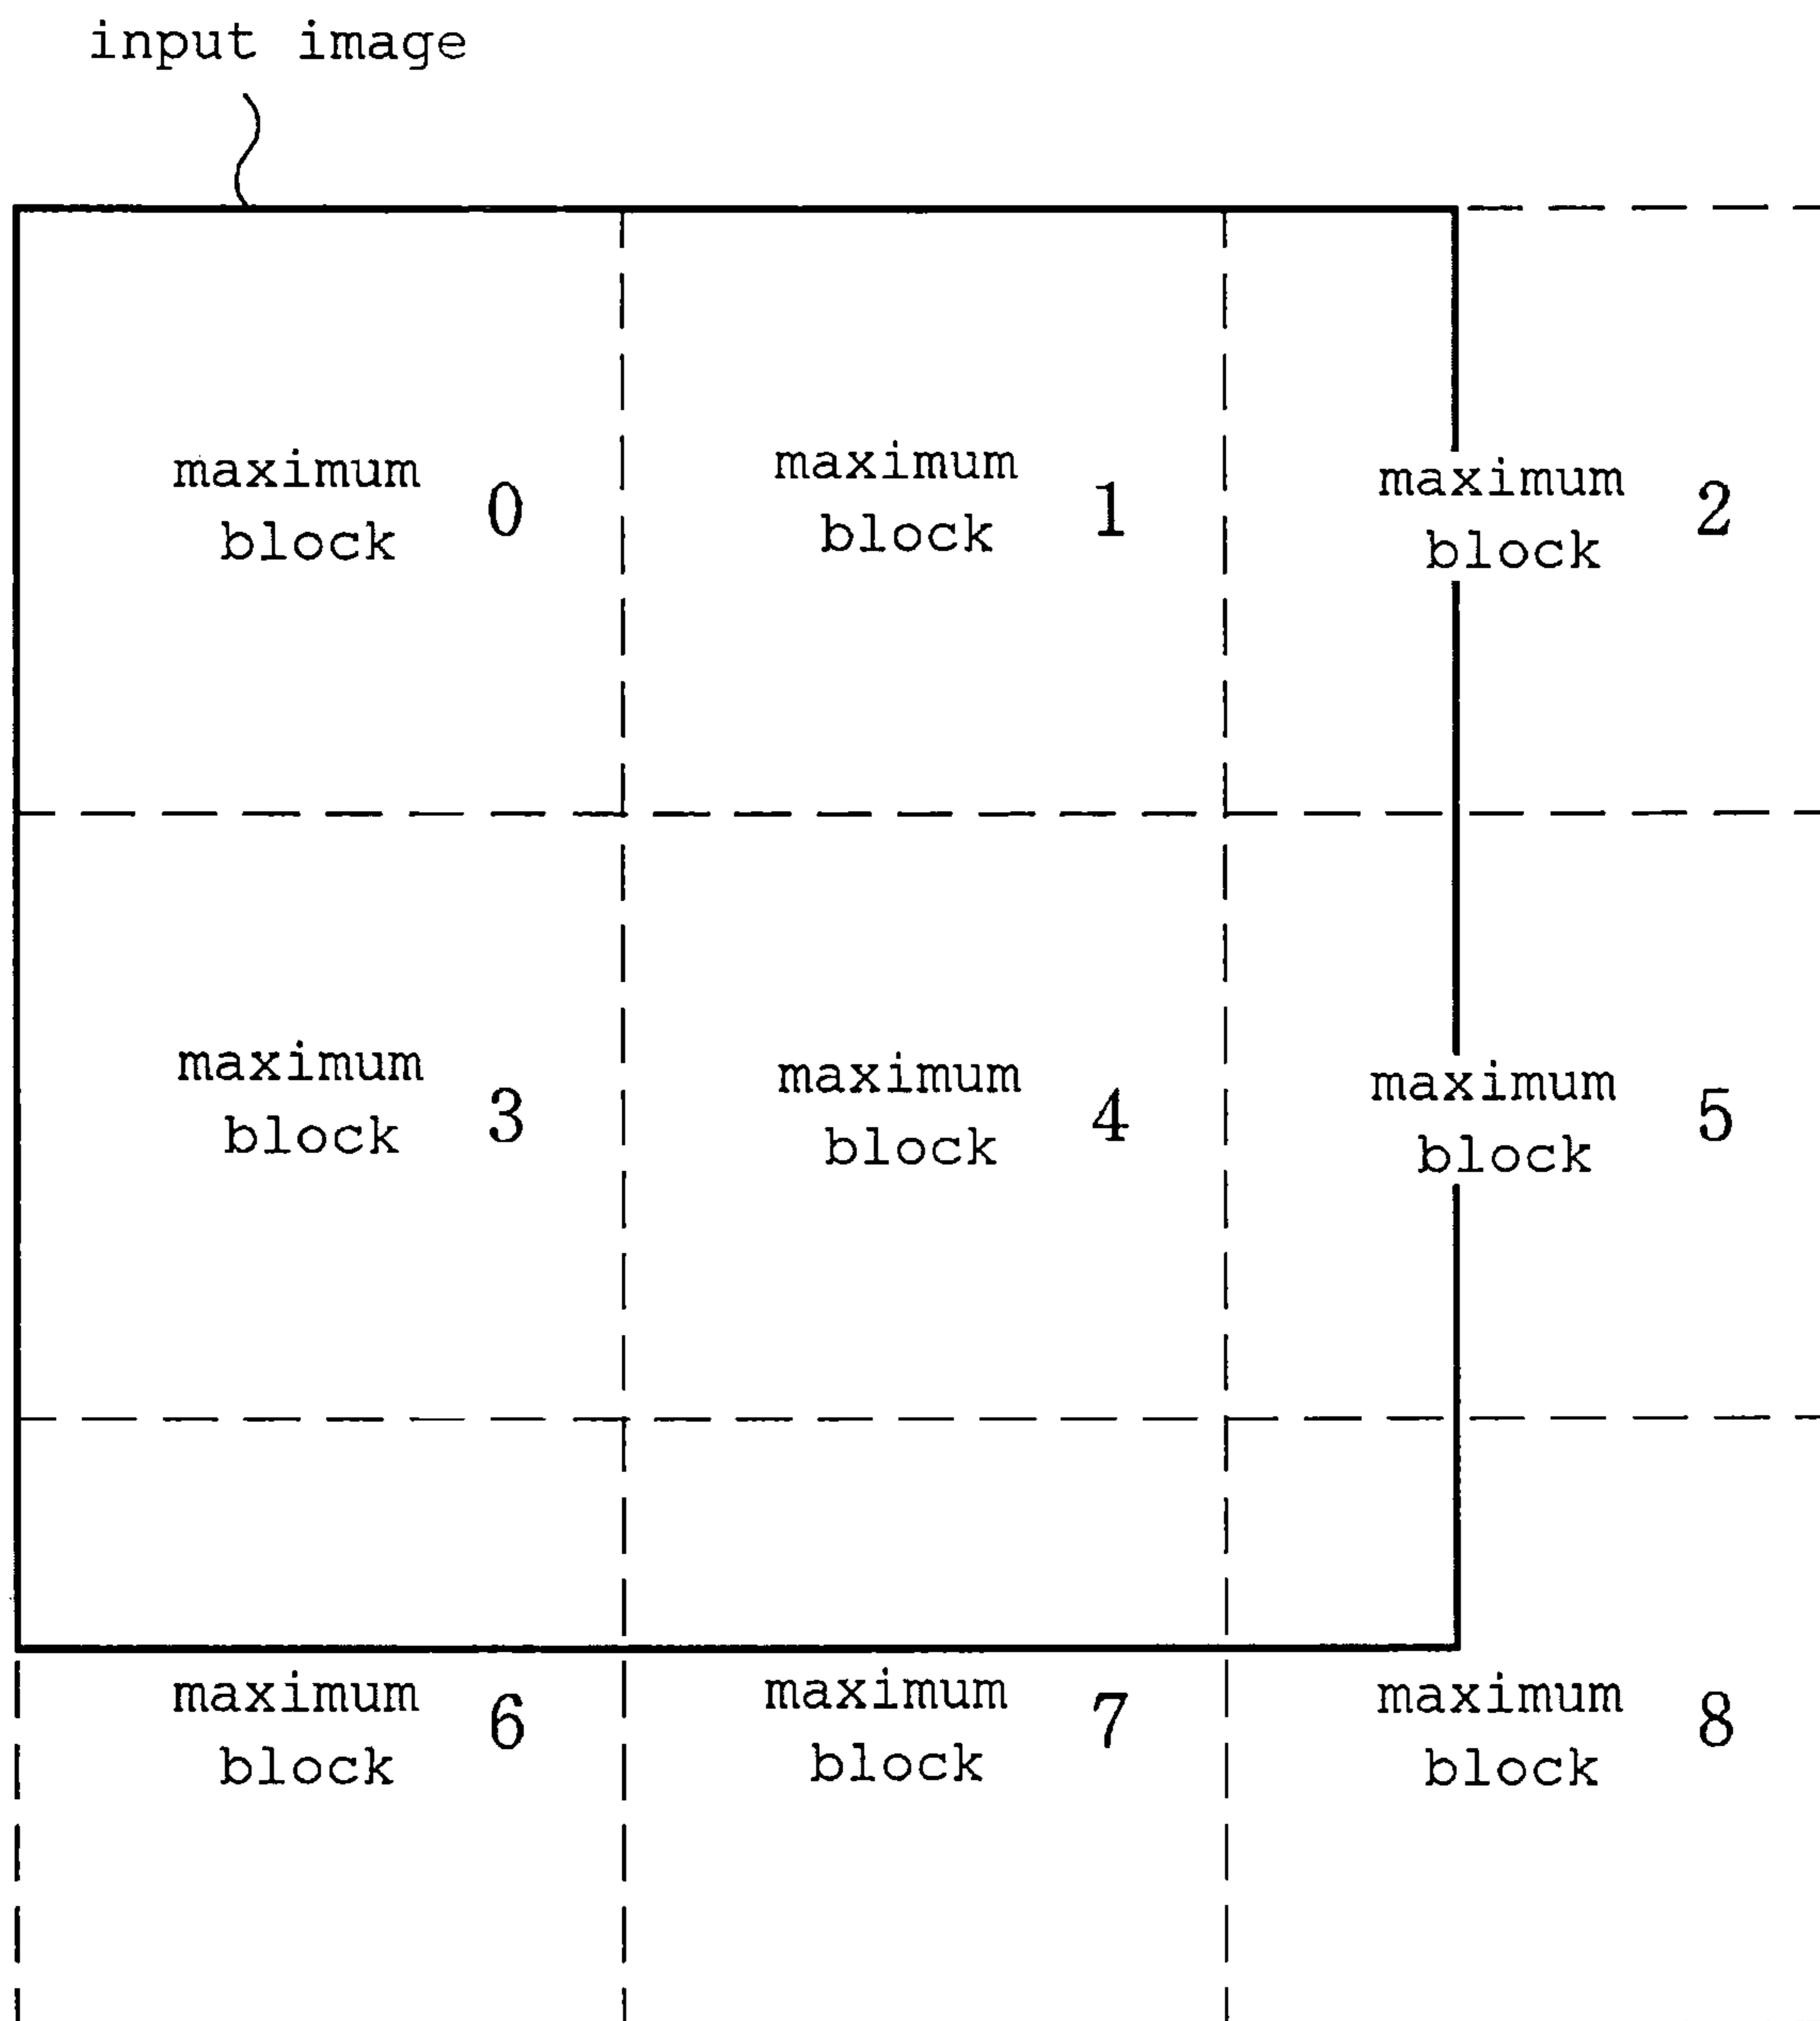 input image
maximum
block 0
maximum
block 1
maximum
block 2
maximum
block 3
maximum
block 4
maximum
block 5
maximum
block 6
maximum
block 7
maximum
block 8